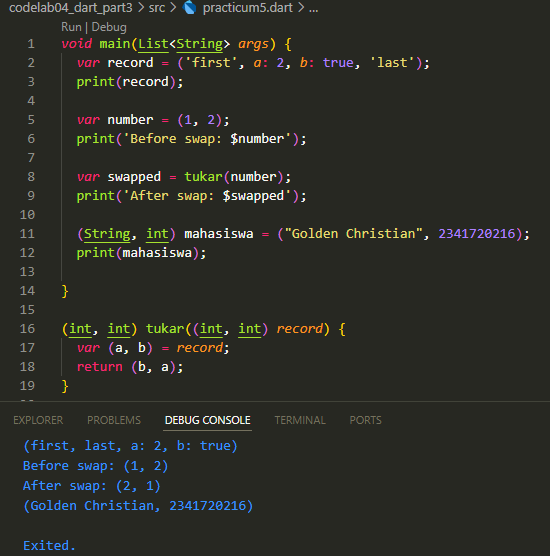 codelab04_dart_part3 > src > practicum5.dart > ...
Run | Debug
1 void main(List<String> args) {
2   var record = ('first', a: 2, b: true, 'last');
3   print(record);
4
5   var number = (1, 2);
6   print('Before swap: $number');
7
8   var swapped = tukar(number);
9   print('After swap: $swapped');
10
11   (String, int) mahasiswa = ("Golden Christian", 2341720216);
12   print(mahasiswa);
13
14 }
15
16 (int, int) tukar((int, int) record) {
17   var (a, b) = record;
18   return (b, a);
19 }
EXPLORER PROBLEMS DEBUG CONSOLE TERMINAL PORTS
(first, last, a: 2, b: true)
Before swap: (1, 2)
After swap: (2, 1)
(Golden Christian, 2341720216)
Exited.